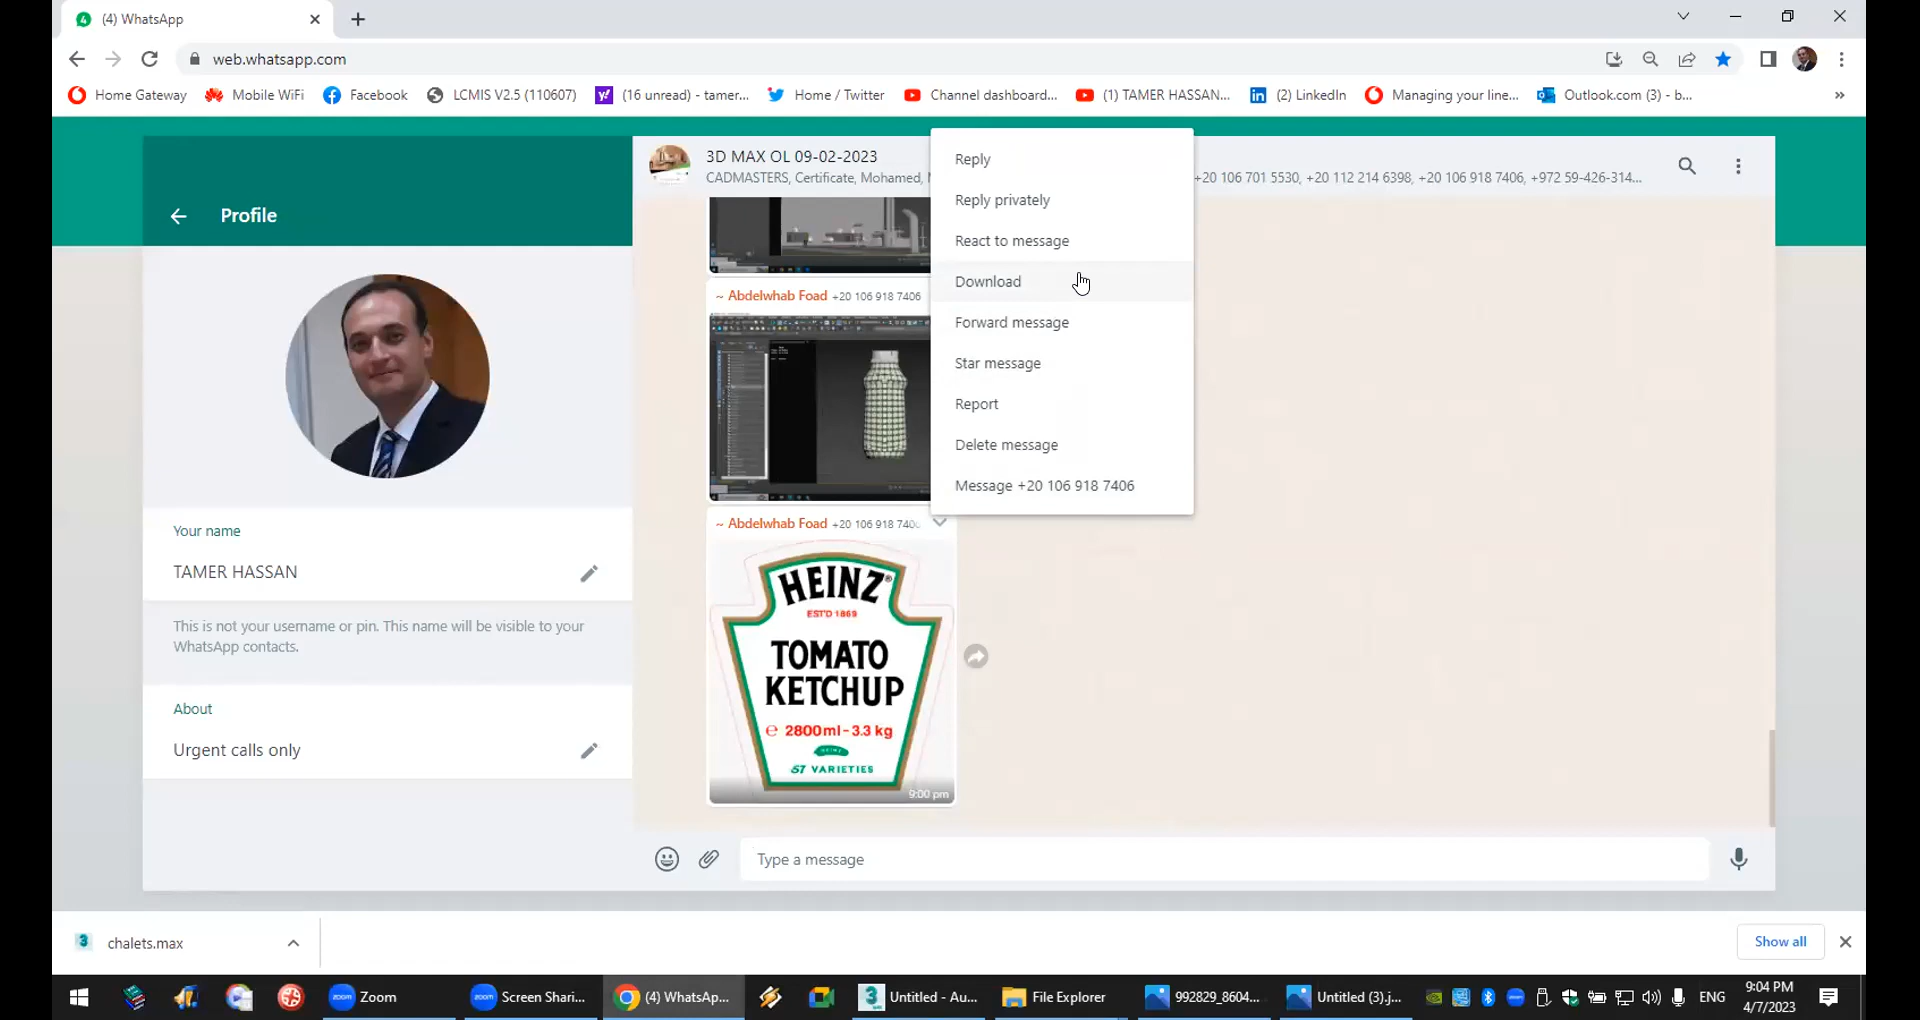 (4) WhatsApp
web.whatsapp.com
Home Gateway
Mobile WiFi
Facebook
LCMIS V2.5 (110607)
(16 unread) - tamer...
Home / Twitter
Channel dashboard...
(1) TAMER HASSAN...
(2) LinkedIn
Managing your line...
Outlook.com (3) - b...
»
Profile
Your name
TAMER HASSAN
This is not your username or pin. This name will be visible to your
WhatsApp contacts.
About
Urgent calls only
3D MAX OL 09-02-2023
CADMASTERS, Certificate, Mohamed,
+20 106 701 5530, +20 112 214 6398, +20 106 918 7406, +972 59-426-314...
~ Abdelwhab Foad +20 106 918 7406
Reply
Reply privately
React to message
Download
Forward message
Star message
Report
Delete message
Message +20 106 918 7406
~ Abdelwhab Foad +20 106 918 740
HEINZ®
ESTD 1869
TOMATO
KETCHUP
e 2800ml-3.3 kg
HEINZ
57 VARIETIES
9:00 pm
Type a message
chalets.max
Show all
Zoom
Screen Shari...
(4) WhatsAp...
Untitled - Au...
File Explorer
992829_8604...
Untitled (3).j...
ENG
9:04 PM
4/7/2023